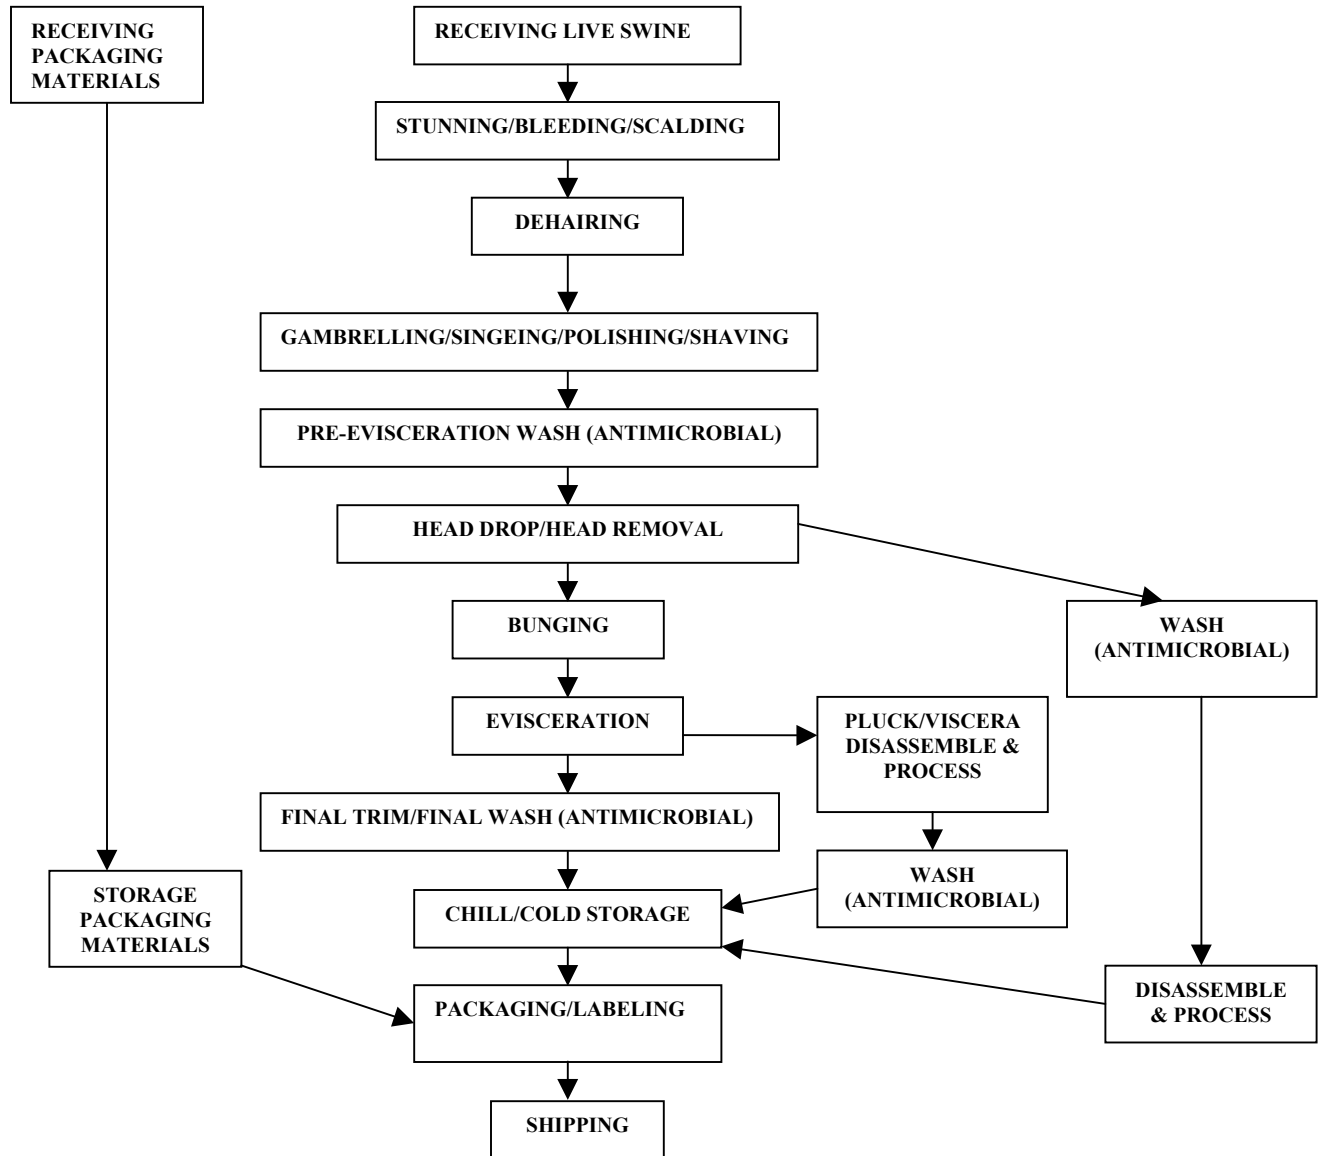 RECEIVING
PACKAGING
MATERIALS
RECEIVING LIVE SWINE
STUNNING/BLEEDING/SCALDING
DEHAIRING
GAMBRELLING/SINGEING/POLISHING/SHAVING
PRE-EVISCERATION WASH (ANTIMICROBIAL)
HEAD DROP/HEAD REMOVAL
BUNGING
WASH
(ANTIMICROBIAL)
EVISCERATION
PLUCK/VISCERA
DISASSEMBLE &
PROCESS
FINAL TRIM/FINAL WASH (ANTIMICROBIAL)
WASH
(ANTIMICROBIAL)
STORAGE
PACKAGING
MATERIALS
CHILL/COLD STORAGE
DISASSEMBLE
& PROCESS
PACKAGING/LABELING
SHIPPING